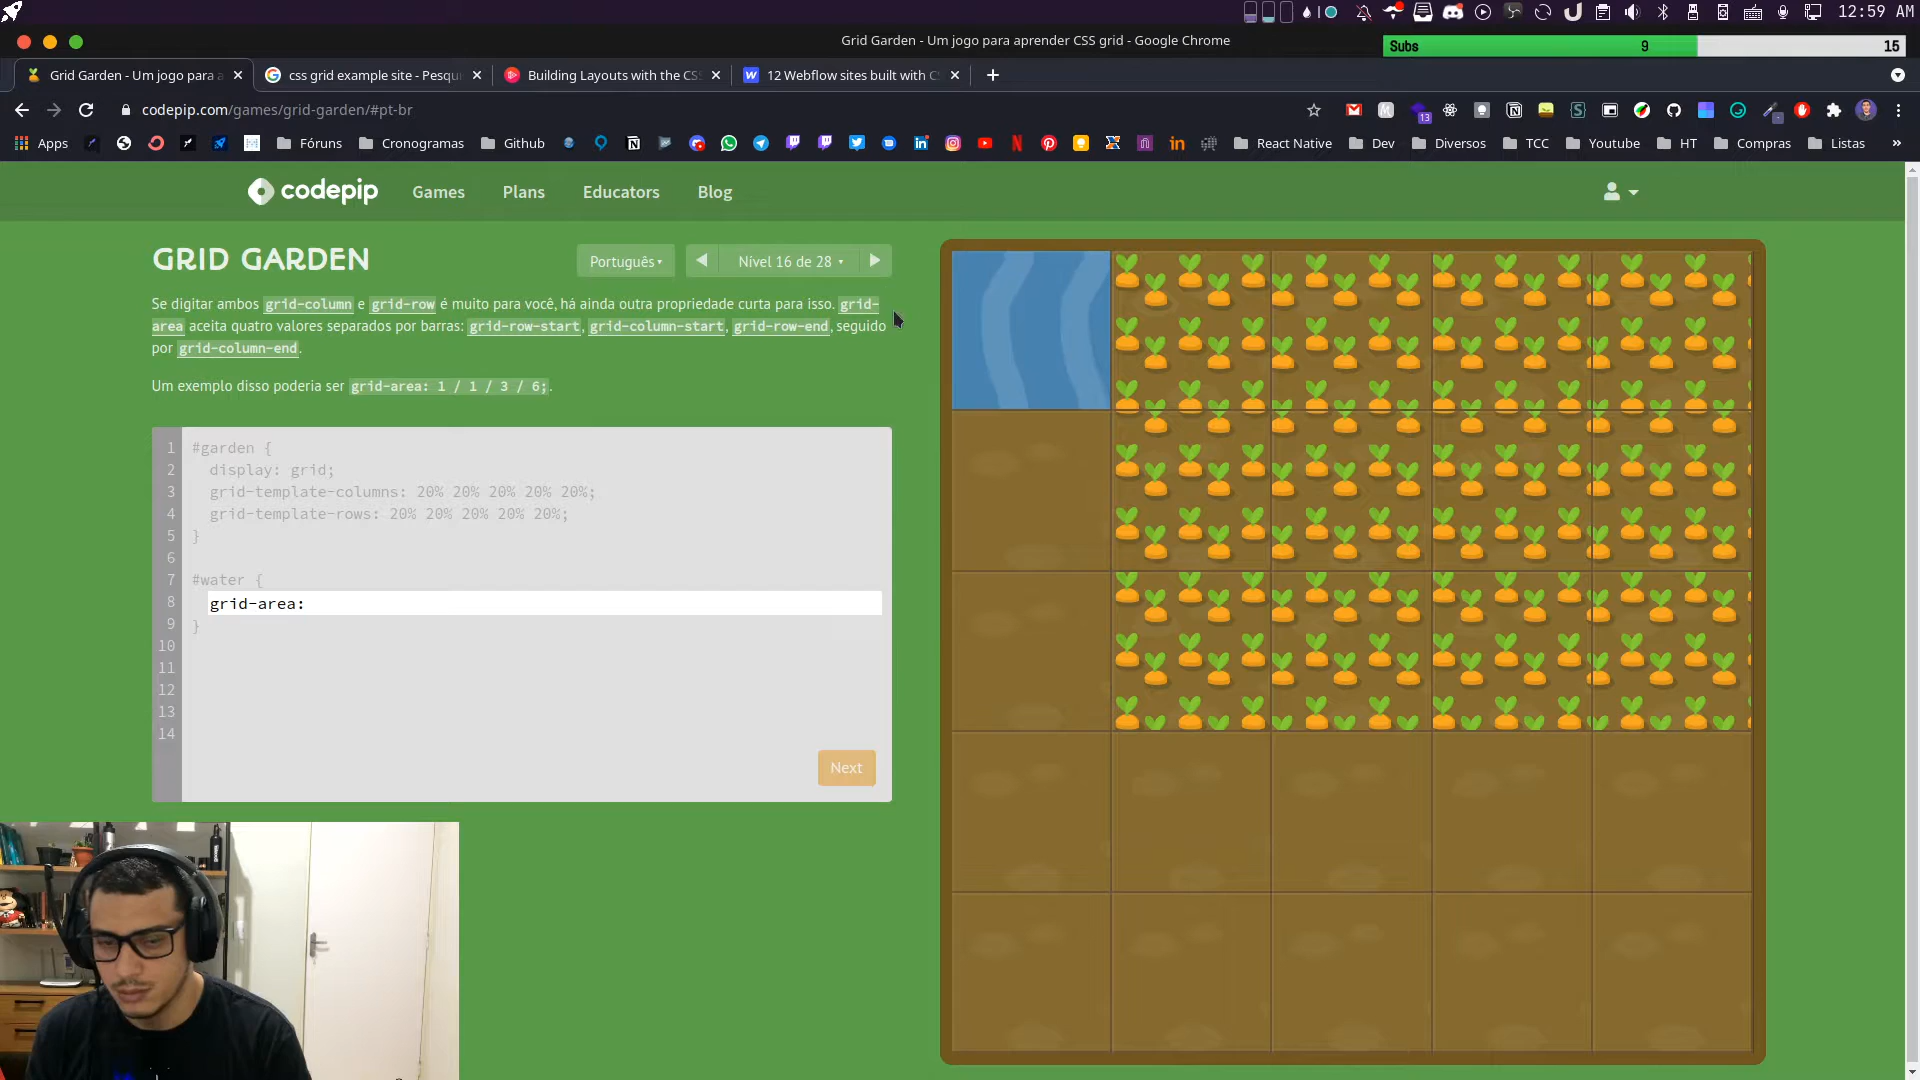 12:59 AM
Grid Garden - Um jogo para aprender CSS grid - Google Chrome
Subs 9 15
Grid Garden - Um jogo para a
css grid example site - Pesqu
Building Layouts with the CSS
12 Webflow sites built with C
codepip.com/games/grid-garden/#pt-br
13
Apps
Fóruns
Cronogramas
Github
React Native
Dev
Diversos
TCC
Youtube
HT
Compras
Listas
codepip
Games
Plans
Educators
Blog
GRID GARDEN
Português
Nível 16 de 28
Se digitar ambos grid-column e grid-row é muito para você, há ainda outra propriedade curta para isso. grid-
area aceita quatro valores separados por barras: grid-row-start, grid-column-start, grid-row-end, seguido
por grid-column-end.
Um exemplo disso poderia ser grid-area: 1 / 1 / 3 / 6;.
1 #garden {
2 display: grid;
3 grid-template-columns: 20% 20% 20% 20% 20%;
4 grid-template-rows: 20% 20% 20% 20% 20%;
5 }
6
7 #water {
8 grid-area:
9 }
10
11
12
13
14
Next